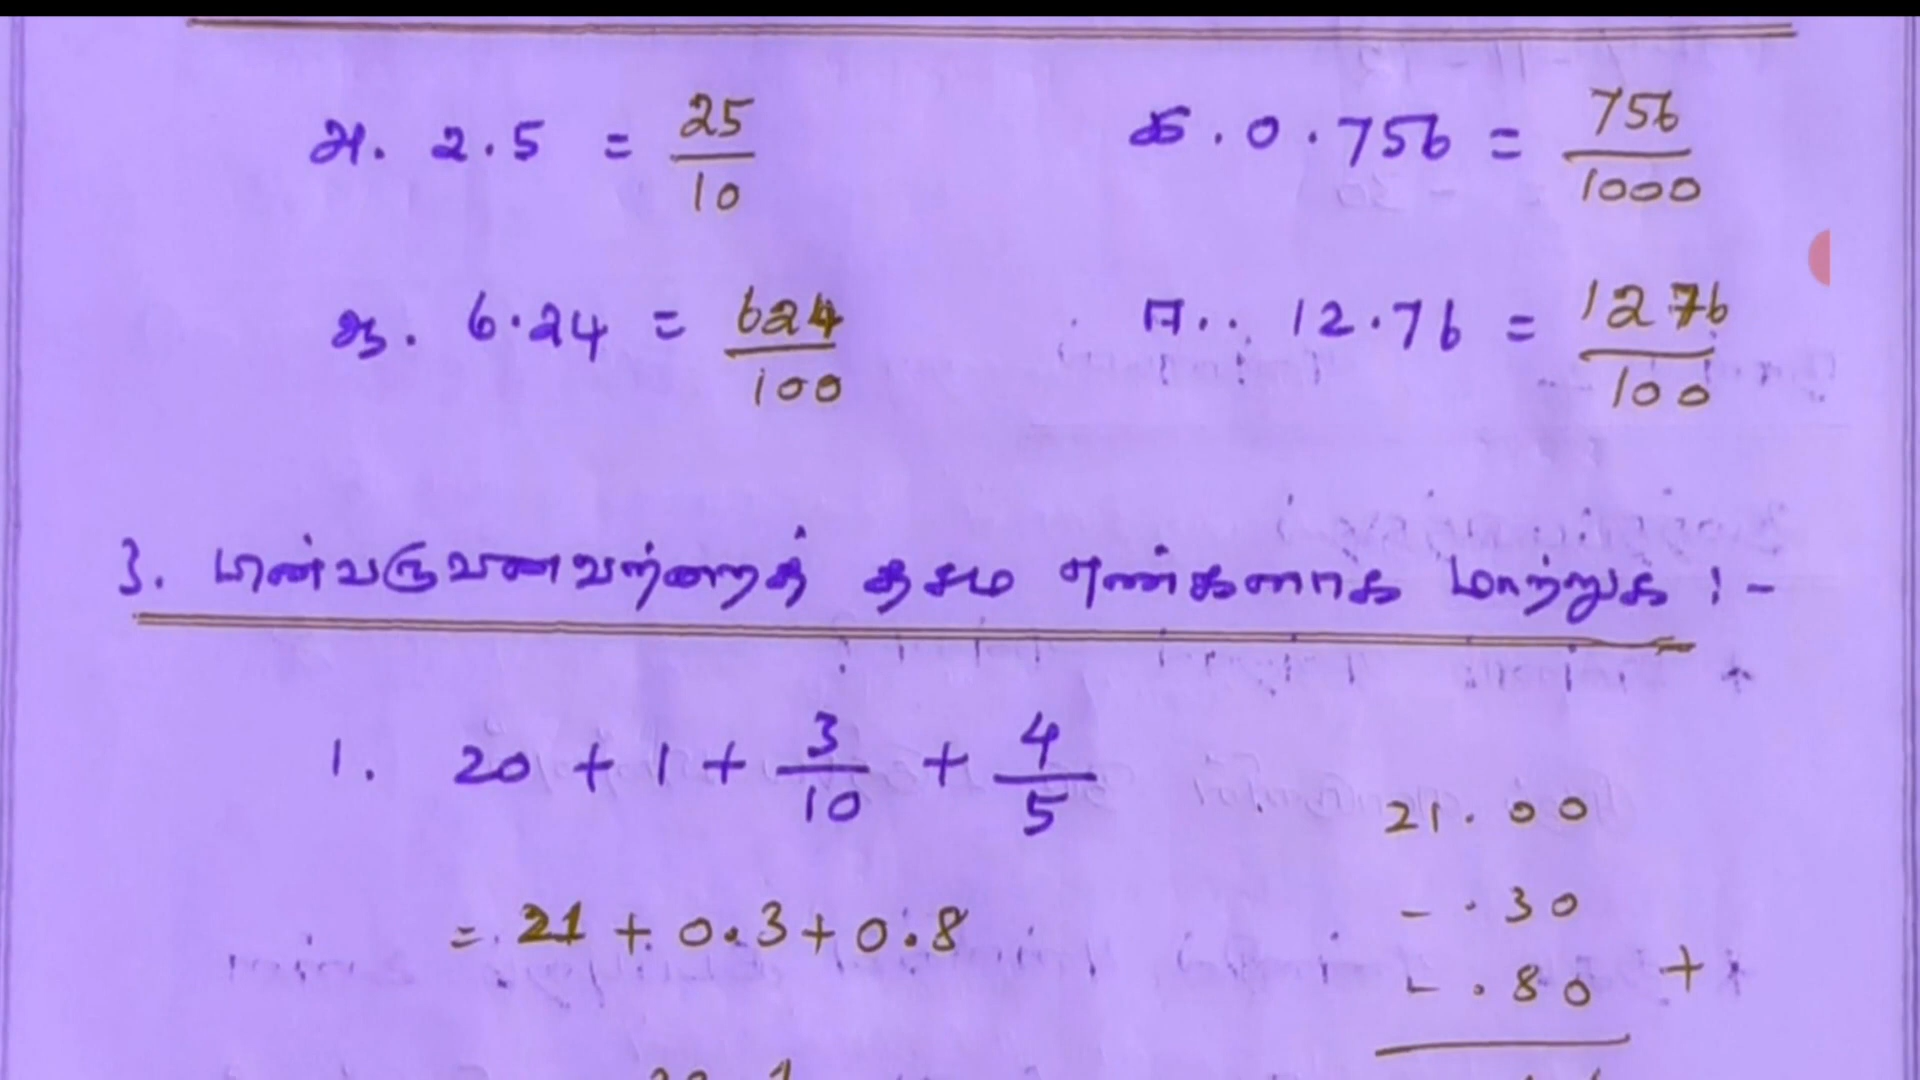 அ. 2.5 = 25/10
க. 0.756 = 756/1000
ஆ. 6.24 = 624/100
12.76 = 1276/100
3. பின்வருவனவற்றைத் தசம எண்களாக மாற்றுக :-
1. 20 + 1 + 3/10 + 4/5
= 21 + 0.3 + 0.8
21.00
- .30
- .80 +